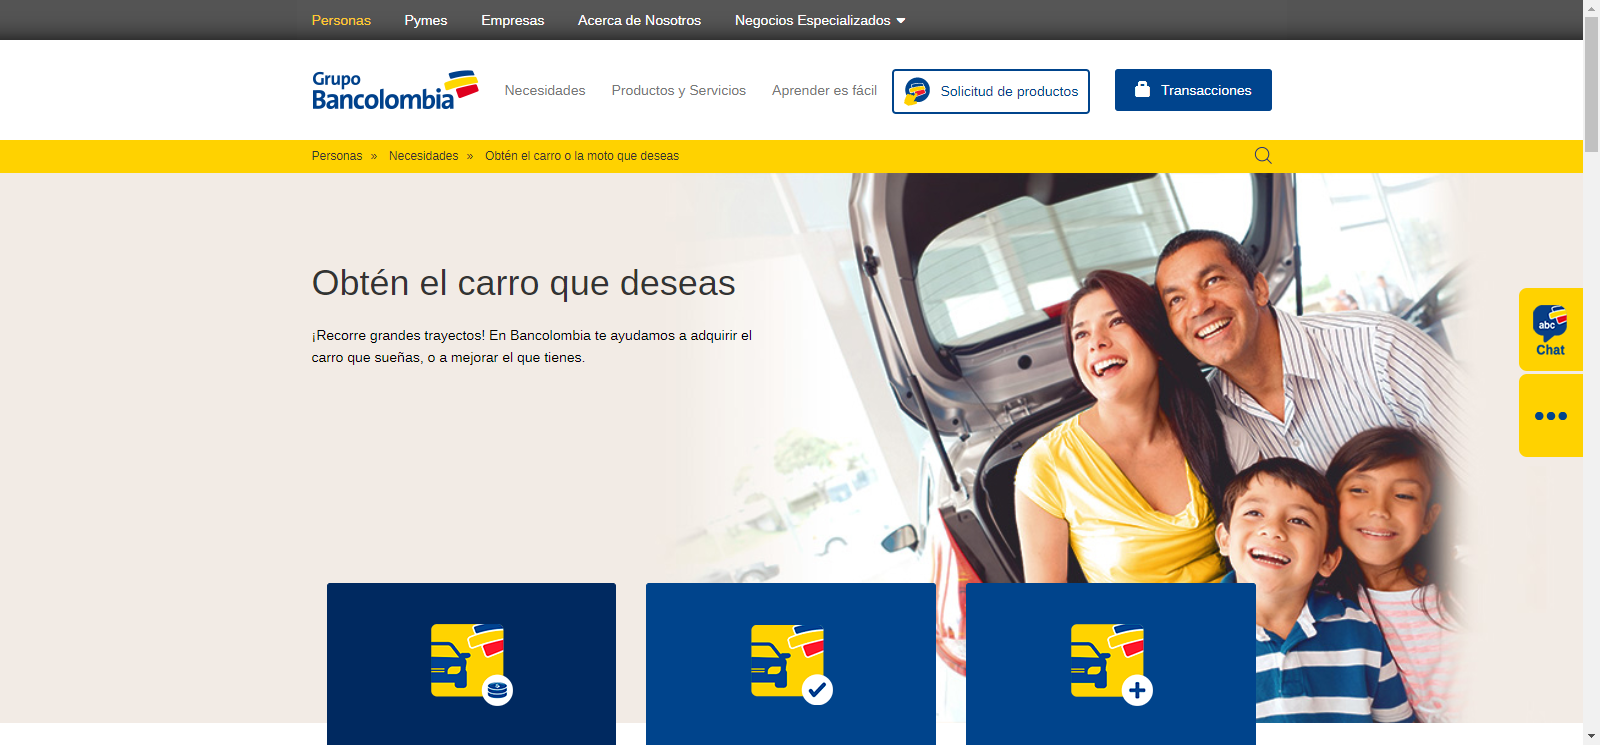 Personas Pymes Empresas Acerca de Nosotros Negocios Especializados
Grupo
Bancolombia
Necesidades Productos y Servicios Aprender es fácil Solicitud de productos Transacciones
Personas » Necesidades » Obtén el carro o la moto que deseas
Obtén el carro que deseas
¡Recorre grandes trayectos! En Bancolombia te ayudamos a adquirir el
carro que sueñas, o a mejorar el que tienes.
abc
Chat